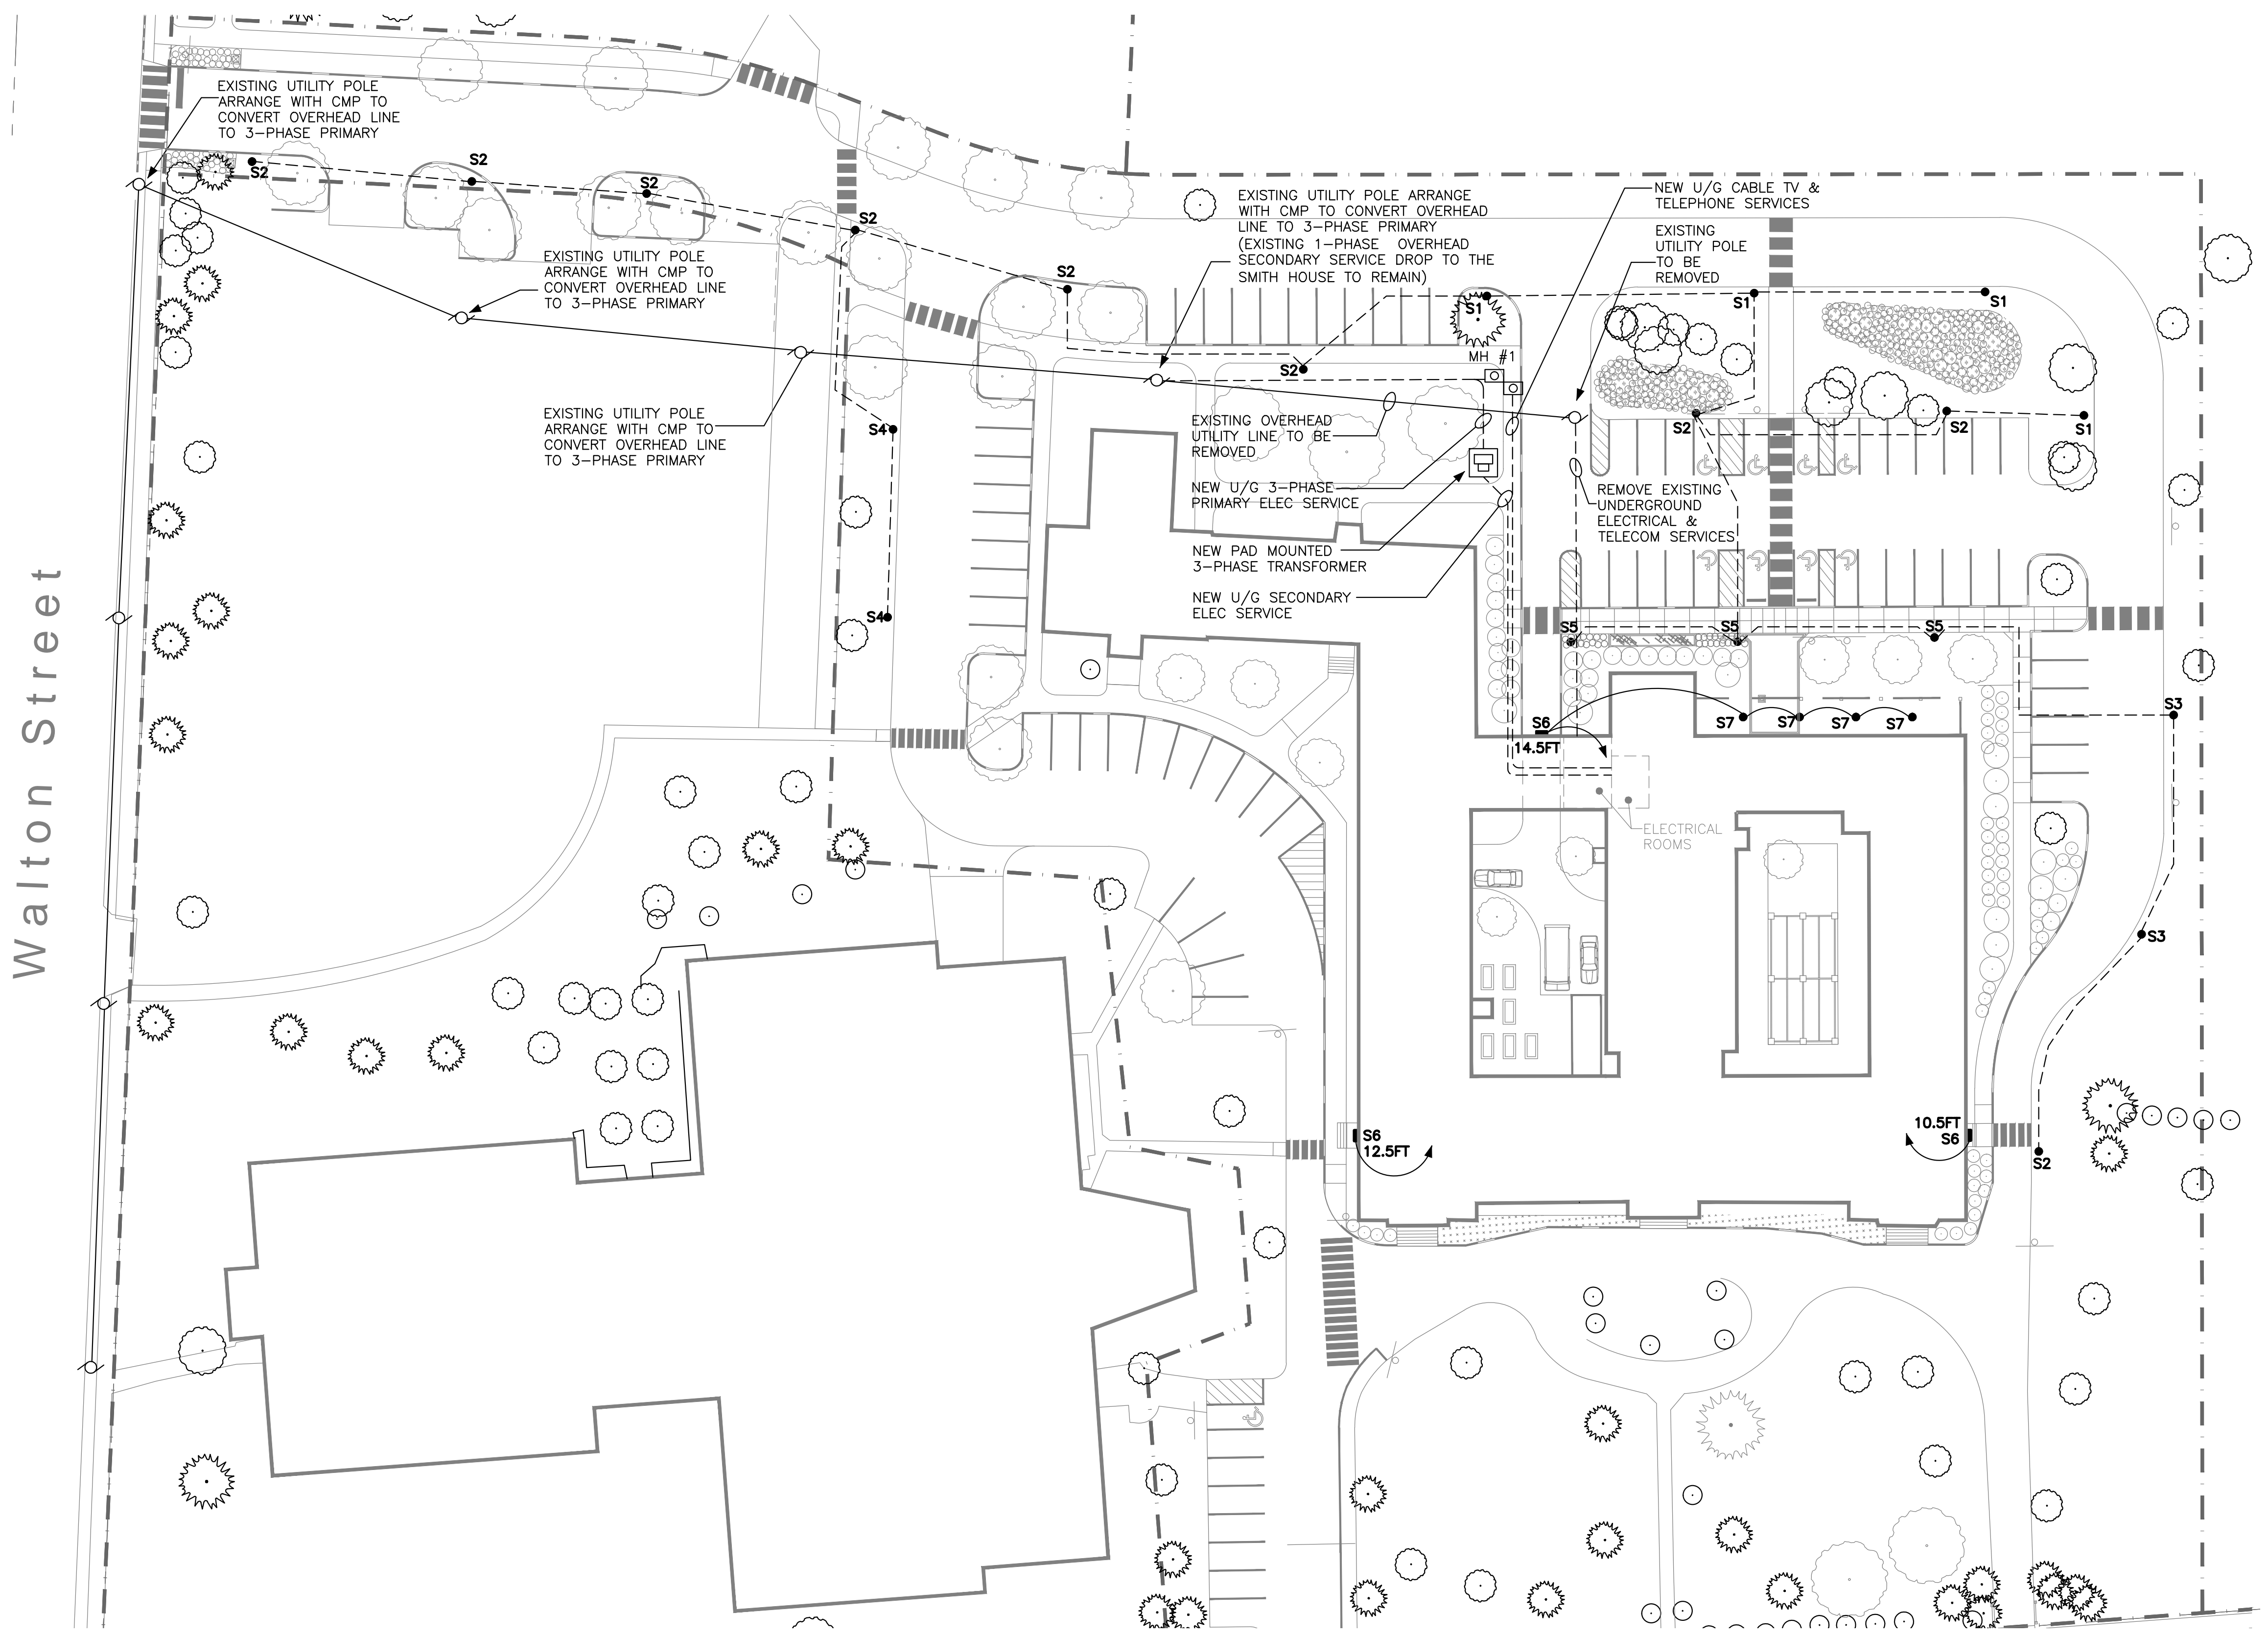 EXISTING UTILITY POLE
ARRANGE WITH CMP TO
CONVERT OVERHEAD LINE
TO 3-PHASE PRIMARY
S2
S2
S2
S2
S2
EXISTING UTILITY POLE
ARRANGE WITH CMP TO
CONVERT OVERHEAD LINE
TO 3-PHASE PRIMARY
EXISTING UTILITY POLE ARRANGE
WITH CMP TO CONVERT OVERHEAD
LINE TO 3-PHASE PRIMARY
(EXISTING 1-PHASE OVERHEAD
SECONDARY SERVICE DROP TO THE
SMITH HOUSE TO REMAIN)
NEW U/G CABLE TV &
TELEPHONE SERVICES
EXISTING
UTILITY POLE
TO BE
REMOVED
S1
S1
S1
MH #1
S2
EXISTING UTILITY POLE
ARRANGE WITH CMP TO
CONVERT OVERHEAD LINE
TO 3-PHASE PRIMARY
S4
EXISTING OVERHEAD
UTILITY LINE TO BE
REMOVED
S2
S2
S1
NEW U/G 3-PHASE
PRIMARY ELEC SERVICE
REMOVE EXISTING
UNDERGROUND
ELECTRICAL &
TELECOM SERVICES
NEW PAD MOUNTED
3-PHASE TRANSFORMER
NEW U/G SECONDARY
ELEC SERVICE
S4
S5
S5
S5
S3
S6
14.5FT
S7
S7
S7
S7
Walton Street
ELECTRICAL
ROOMS
S3
S6
12.5FT
10.5FT
S6
S2